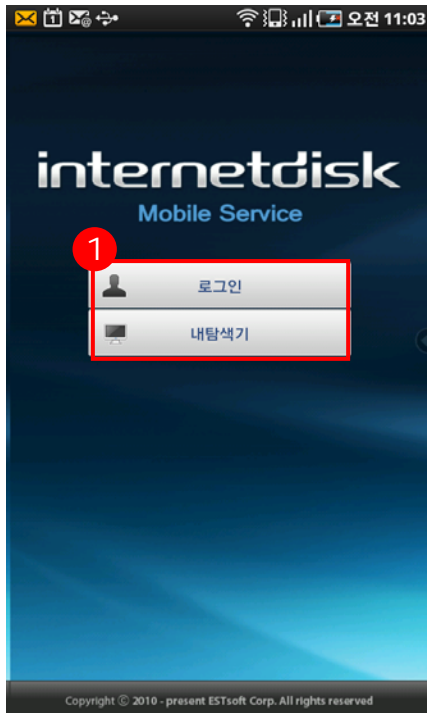 오전 11:03
internetdisk
Mobile Service
1
로그인
내탐색기
Copyright ⓒ 2010 - present ESTsoft Corp. All rights reserved